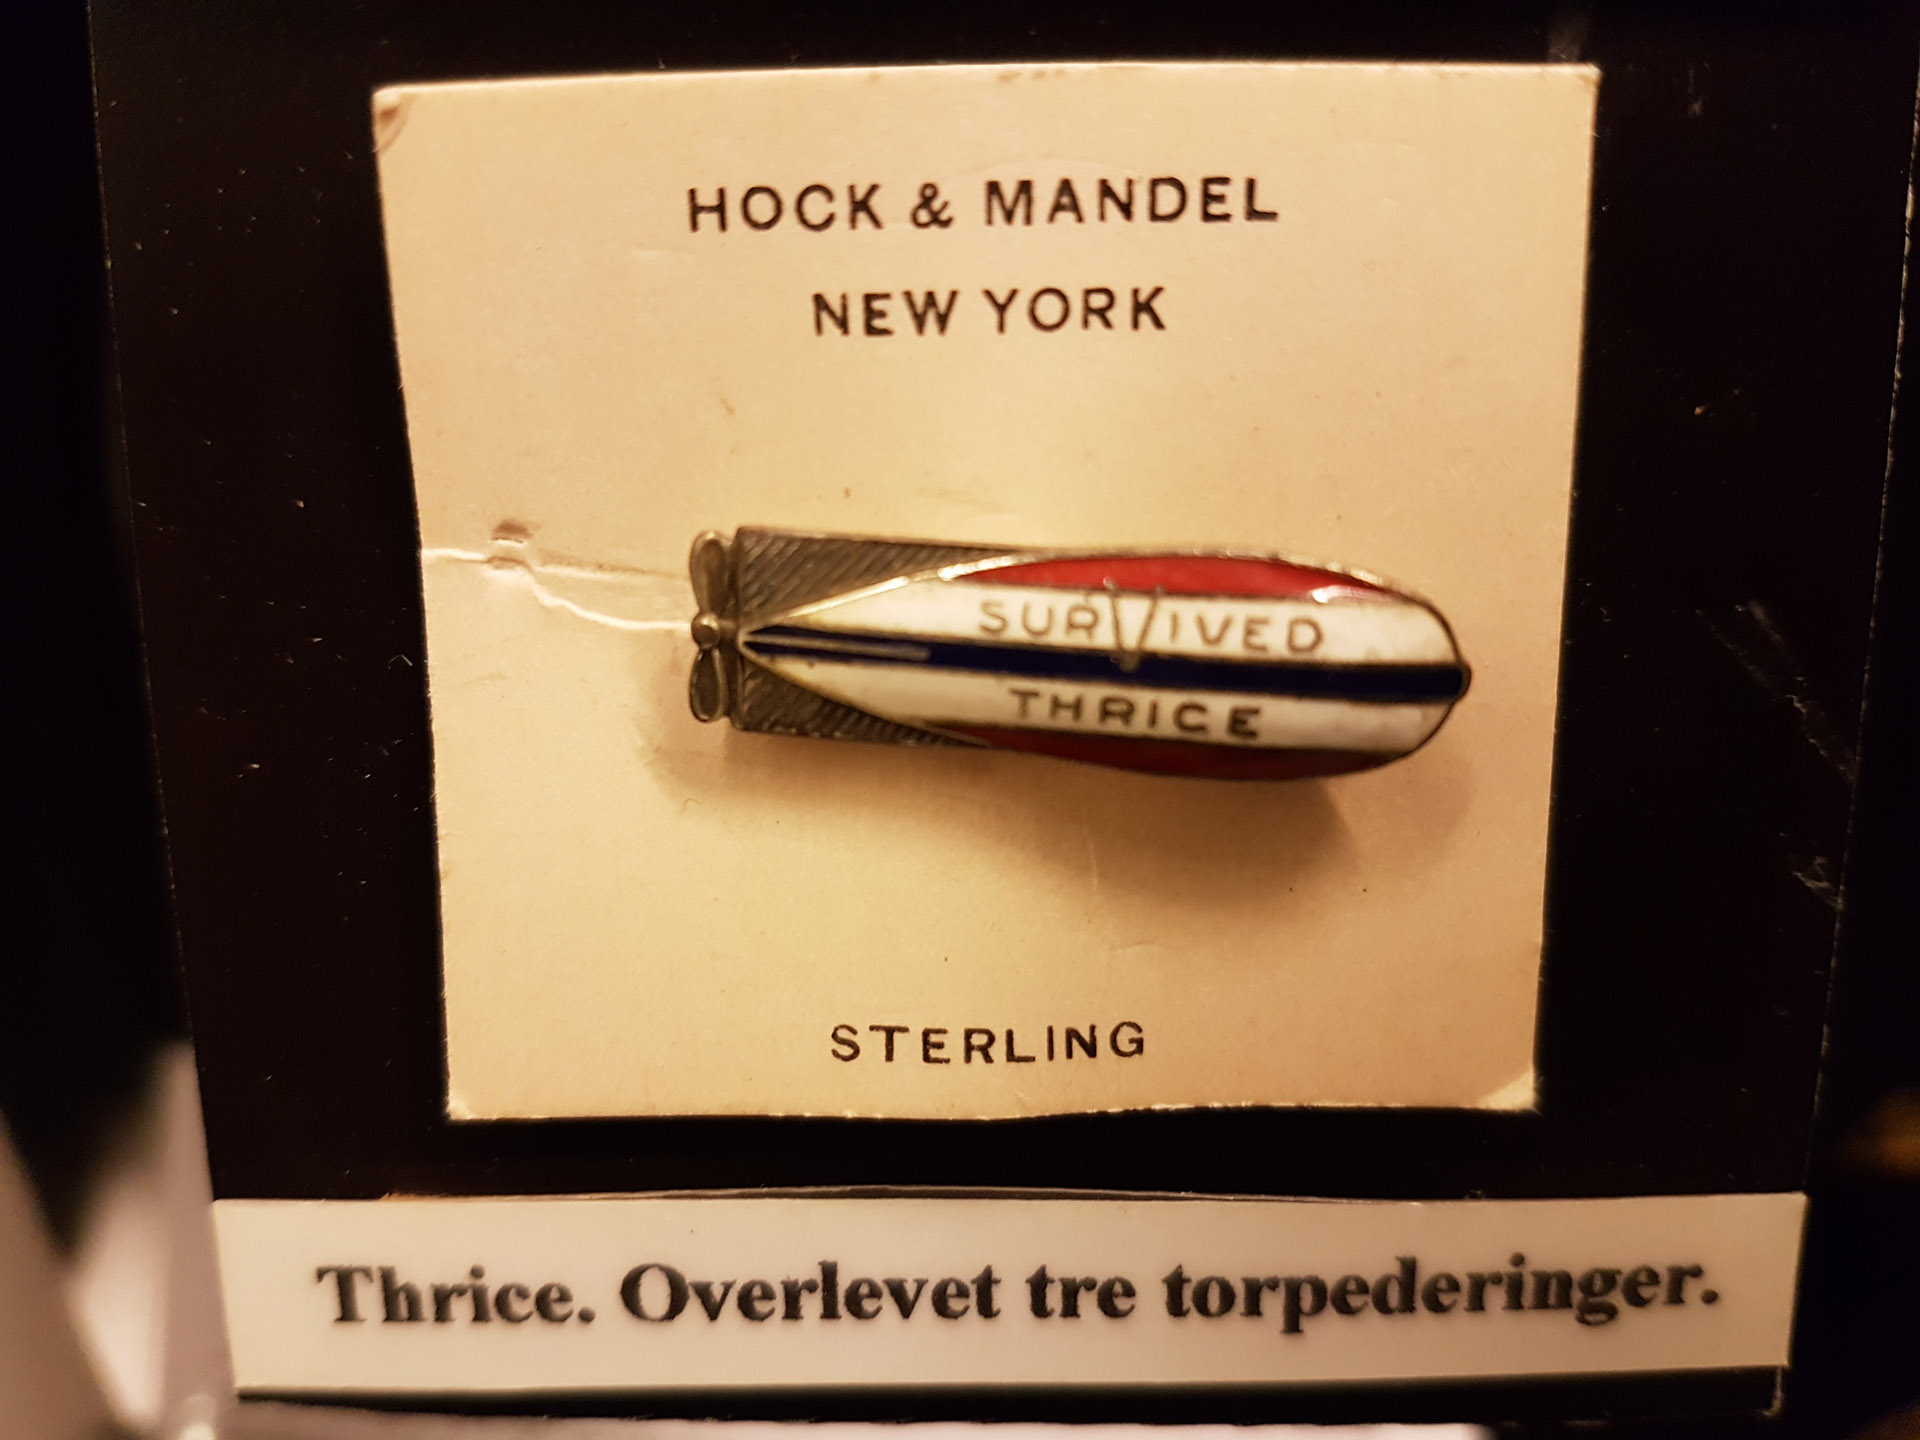 HOCK & MANDEL
NEW YORK
SURVIVED
THRICE
STERLING
Thrice. Overlevet tre torpederinger.